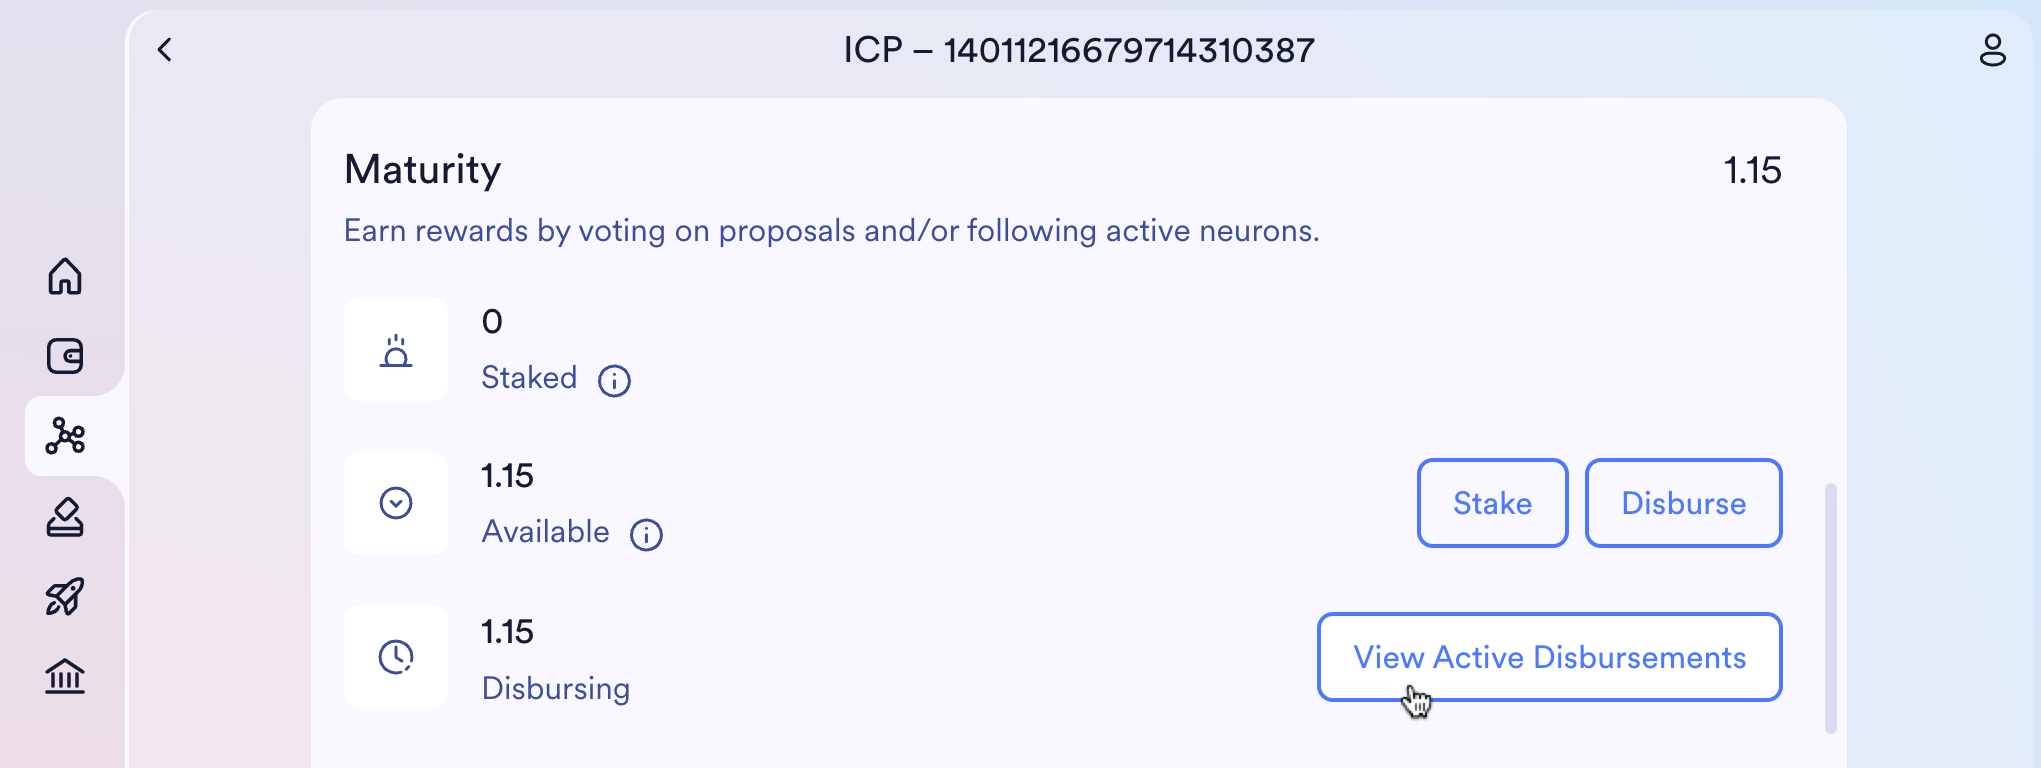 ICP – 14011216679714310387
Maturity
1.15
Earn rewards by voting on proposals and/or following active neurons.
0
Staked
1.15
Available
Stake
Disburse
1.15
Disbursing
View Active Disbursements